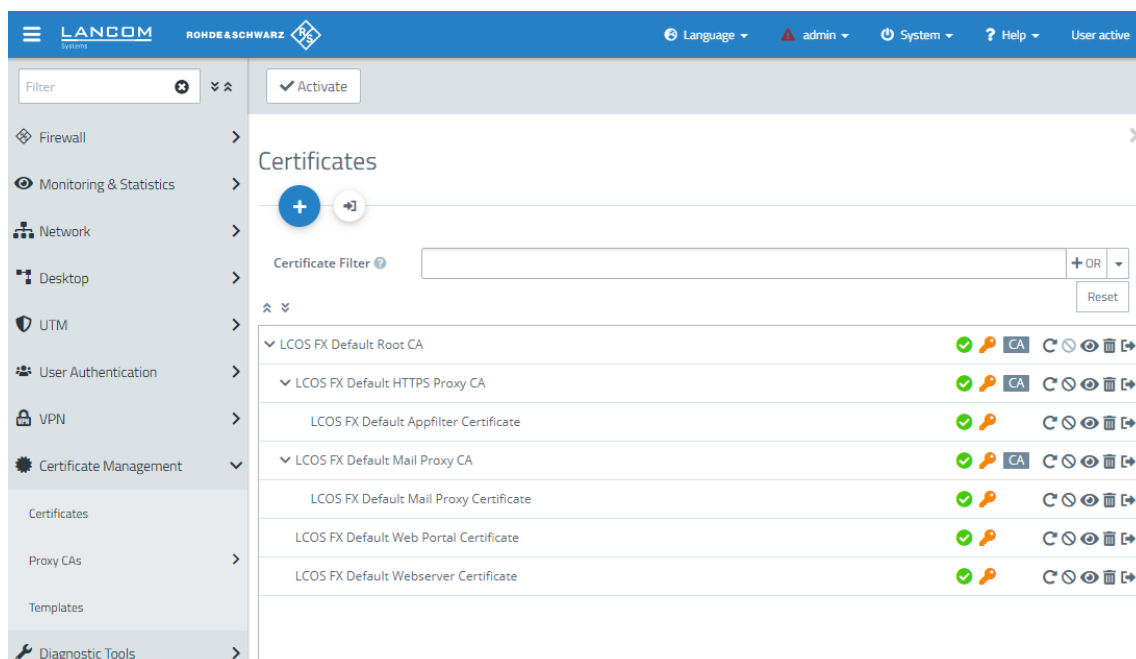 LANCOM
Systems
ROHDE&SCHWARZ
R&S
Language
admin
System
? Help
User active
Filter
Activate
Firewall
Monitoring & Statistics
Network
Desktop
UTM
User Authentication
VPN
Certificate Management
Certificates
Proxy CAs
Templates
Diagnostic Tools
Certificates
Certificate Filter
+ OR
Reset
LCOS FX Default Root CA CA
LCOS FX Default HTTPS Proxy CA CA
LCOS FX Default Appfilter Certificate
LCOS FX Default Mail Proxy CA CA
LCOS FX Default Mail Proxy Certificate
LCOS FX Default Web Portal Certificate
LCOS FX Default Webserver Certificate